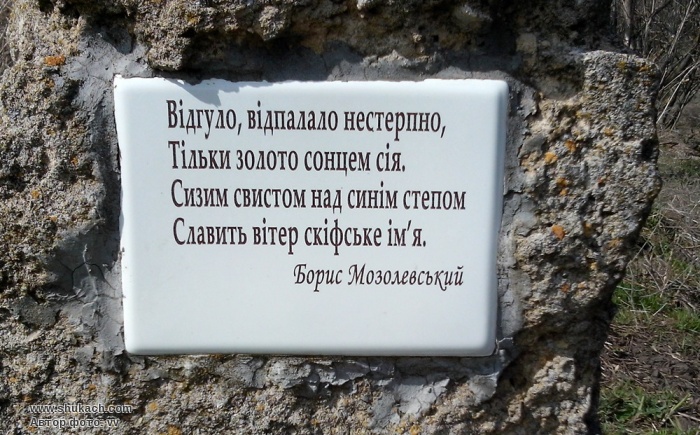 Відгуло, відпалало нестерпно,
Тільки золото сонцем сія.
Сизим свистом над синім степом
Славить вітер скіфське ім’я.
Борис Мозолевський
www.shukach.com
Автор фото: vv